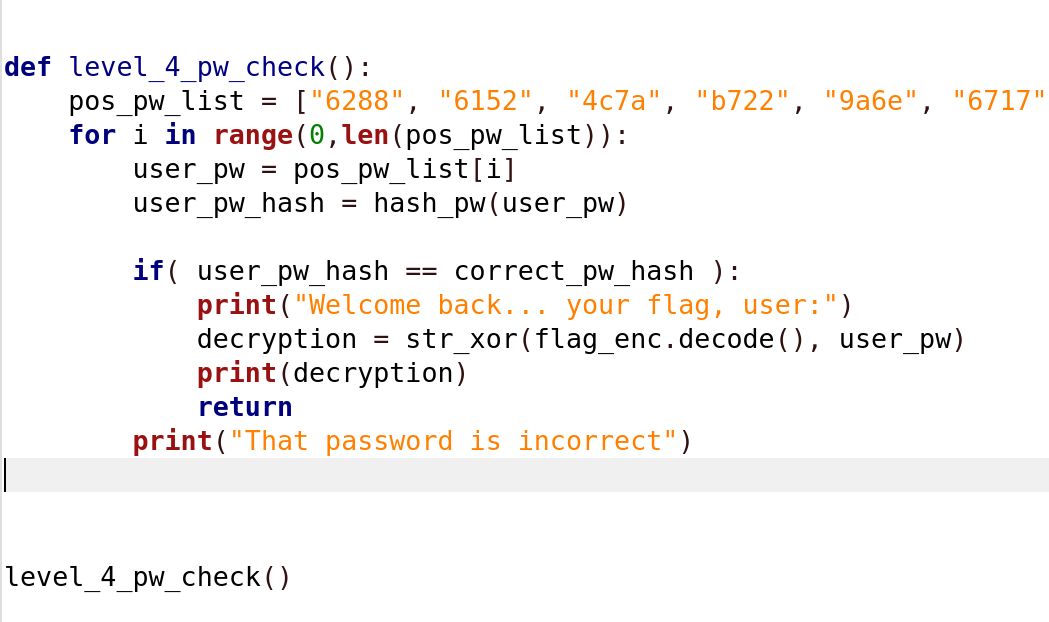 def level_4_pw_check():
    pos_pw_list = ["6288", "6152", "4c7a", "b722", "9a6e", "6717"
    for i in range(0,len(pos_pw_list)):
        user_pw = pos_pw_list[i]
        user_pw_hash = hash_pw(user_pw)
        if( user_pw_hash == correct_pw_hash ):
            print("Welcome back... your flag, user:")
            decryption = str_xor(flag_enc.decode(), user_pw)
            print(decryption)
            return
        print("That password is incorrect")
level_4_pw_check()